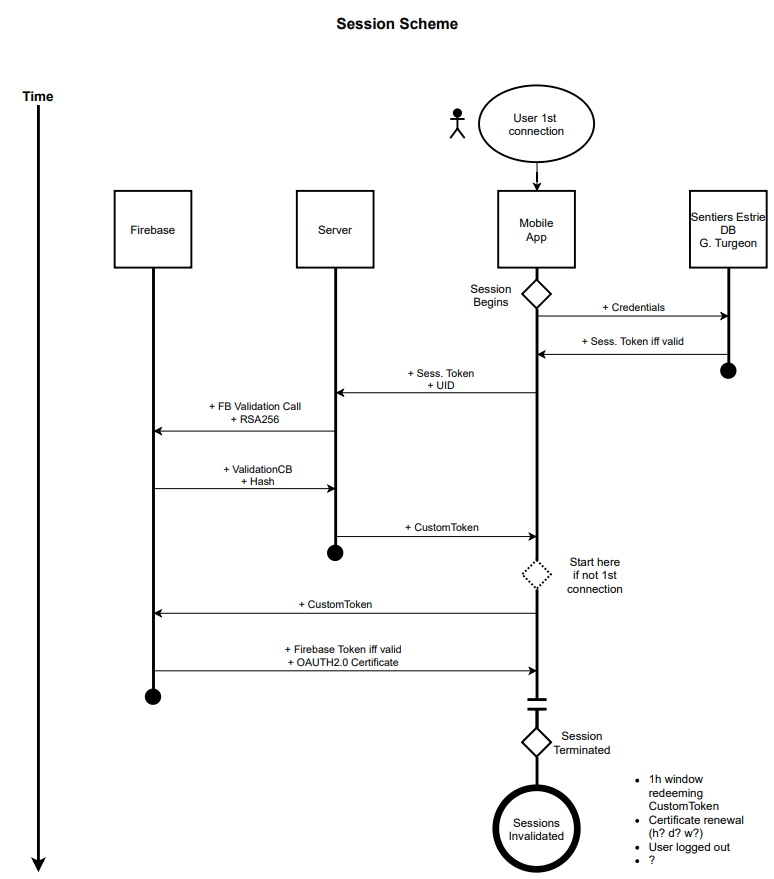 Session Scheme
Time
User 1st
connection
Firebase
Server
Mobile
App
Sentiers Estrie
DB
G. Turgeon
Session
Begins
+ Credentials
+ Sess. Token iff valid
+ Sess. Token
+ UID
+ FB Validation Call
+ RSA256
+ ValidationCB
+ Hash
+ CustomToken
Start here
if not 1st
connection
+ CustomToken
+ Firebase Token iff valid
+ OAUTH2.0 Certificate
Session
Terminated
Sessions
Invalidated
• 1h window
redeeming
CustomToken
• Certificate renewal
(h? d? w?)
• User logged out
• ?